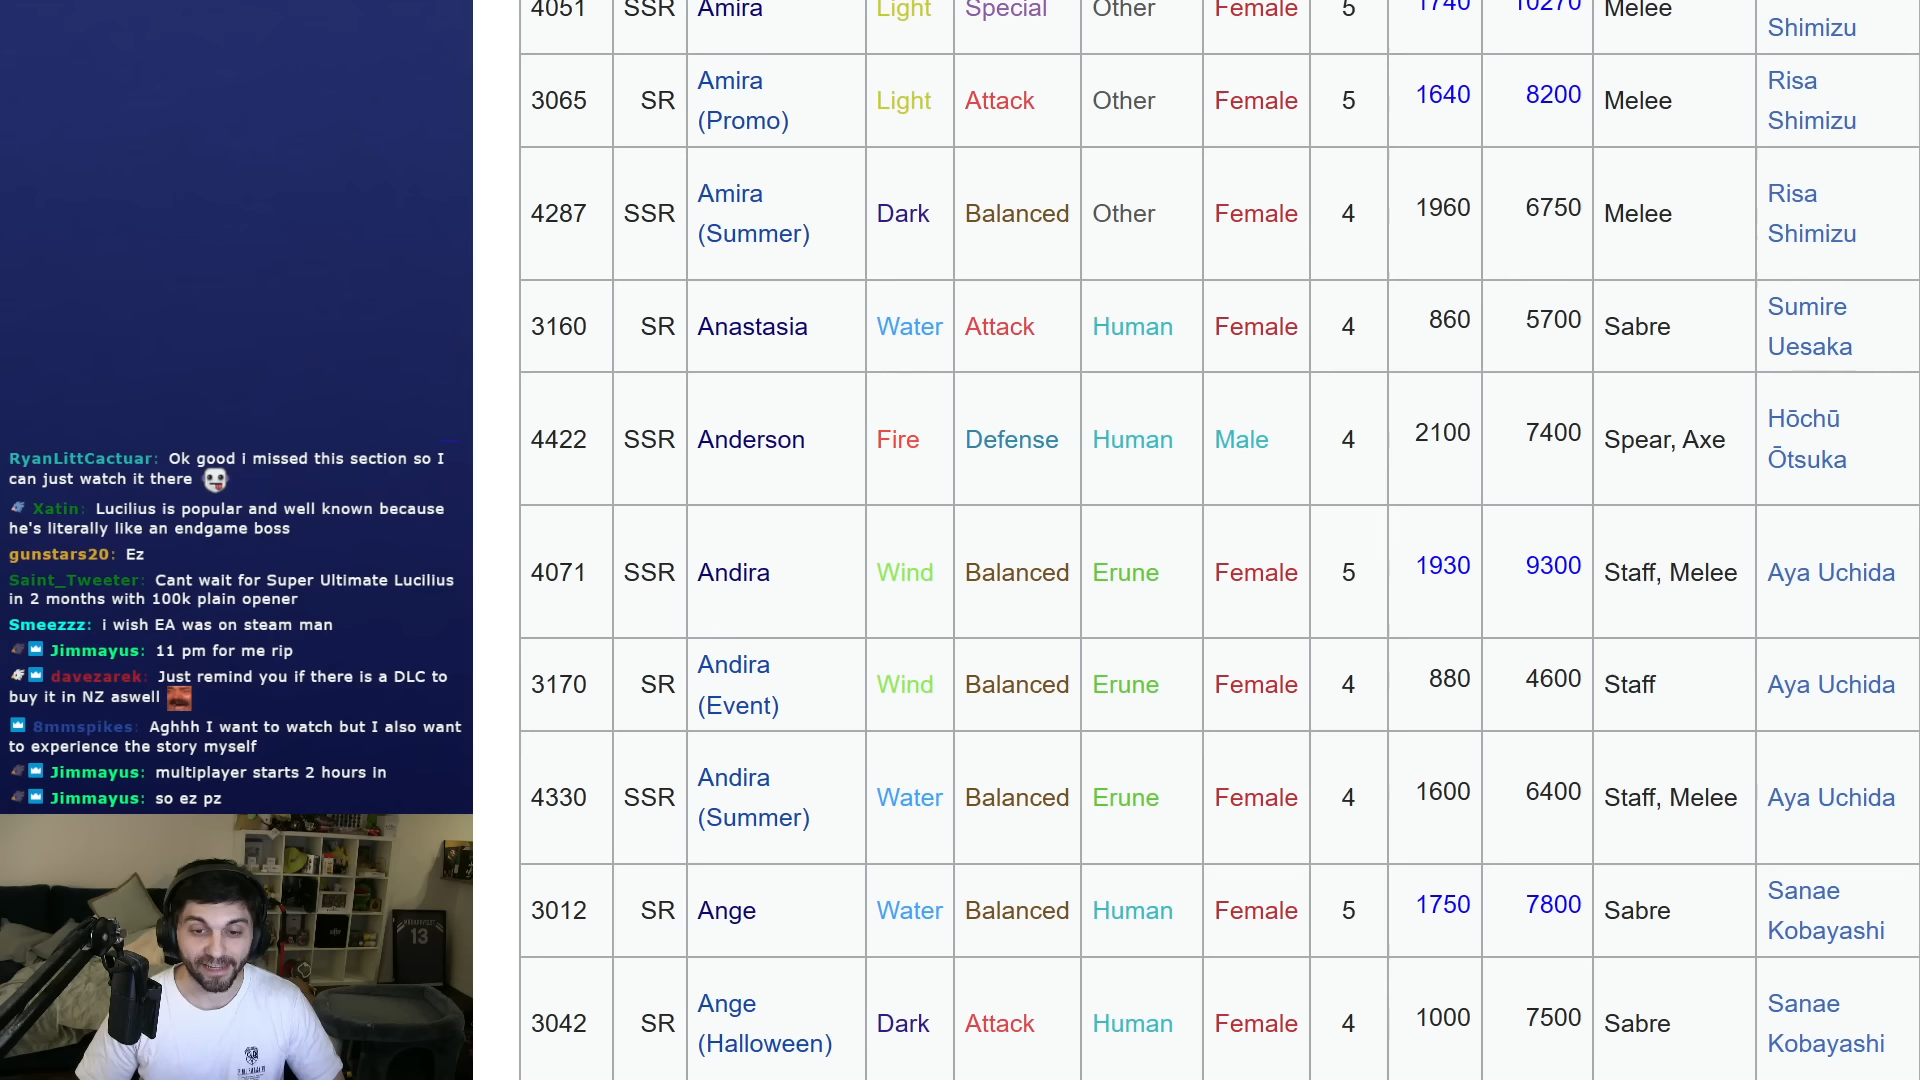 4051 SSR Amira Light Special Other Female 5 1740 10270 Melee Shimizu
3065 SR Amira (Promo) Light Attack Other Female 5 1640 8200 Melee Risa Shimizu
4287 SSR Amira (Summer) Dark Balanced Other Female 4 1960 6750 Melee Risa Shimizu
3160 SR Anastasia Water Attack Human Female 4 860 5700 Sabre Sumire Uesaka
4422 SSR Anderson Fire Defense Human Male 4 2100 7400 Spear, Axe Hōchū Ōtsuka
4071 SSR Andira Wind Balanced Erune Female 5 1930 9300 Staff, Melee Aya Uchida
3170 SR Andira (Event) Wind Balanced Erune Female 4 880 4600 Staff Aya Uchida
4330 SSR Andira (Summer) Water Balanced Erune Female 4 1600 6400 Staff, Melee Aya Uchida
3012 SR Ange Water Balanced Human Female 5 1750 7800 Sabre Sanae Kobayashi
3042 SR Ange (Halloween) Dark Attack Human Female 4 1000 7500 Sabre Sanae Kobayashi
RyanLittCactuar: Ok good i missed this section so I
can just watch it there
Xatin: Lucilius is popular and well known because
he's literally like an endgame boss
gunstars20: Ez
Saint_Tweeter: Cant wait for Super Ultimate Lucilius
in 2 months with 100k plain opener
Smeezzz: i wish EA was on steam man
Jimmayus: 11 pm for me rip
davezarek: Just remind you if there is a DLC to
buy it in NZ aswell
8mmspikes: Aghhh I want to watch but I also want
to experience the story myself
Jimmayus: multiplayer starts 2 hours in
Jimmayus: so ez pz
13